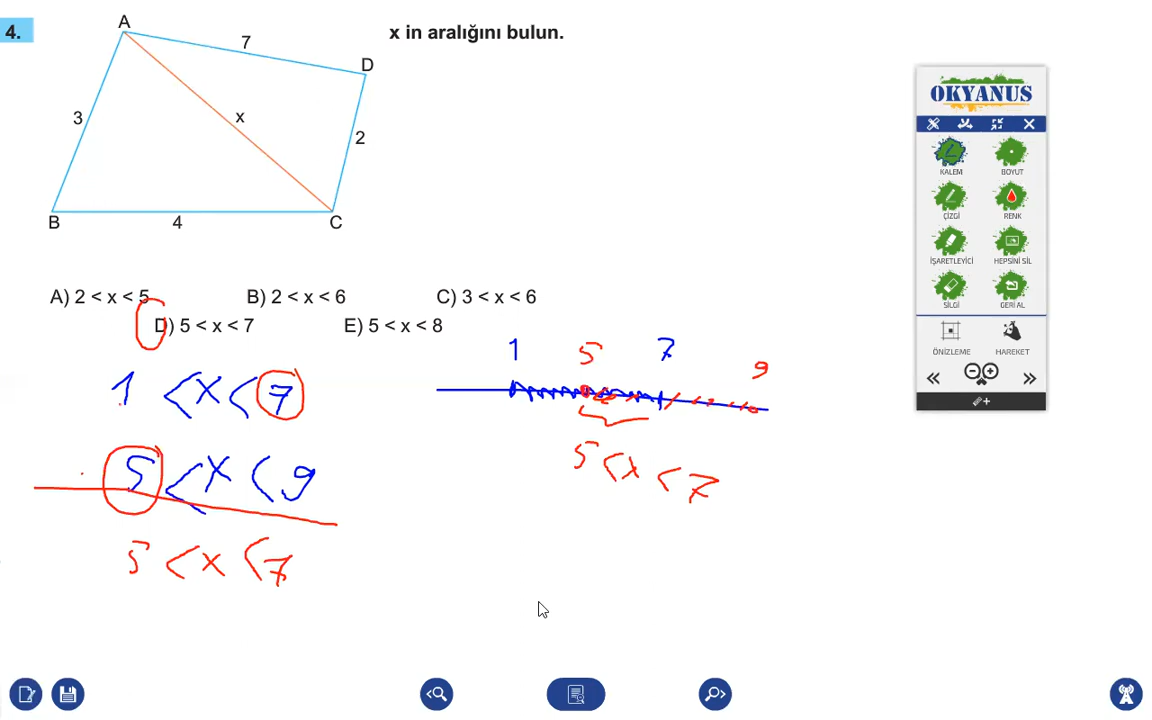 4.
x in aralığını bulun.
A
7
D
3
x
2
B
4
C
A) 2 < x < 5
B) 2 < x < 6
C) 3 < x < 6
D) 5 < x < 7
E) 5 < x < 8
1 < x < 7
5 < x < 9
5 < x < 7
1 5 7 9
5 < x < 7
OKYANUS
KALEM
BOYUT
ÇİZGİ
RENK
İŞARETLEYİCİ
HEPSİNİ SİL
SİLGİ
GERİ AL
ÖNİZLEME
HAREKET